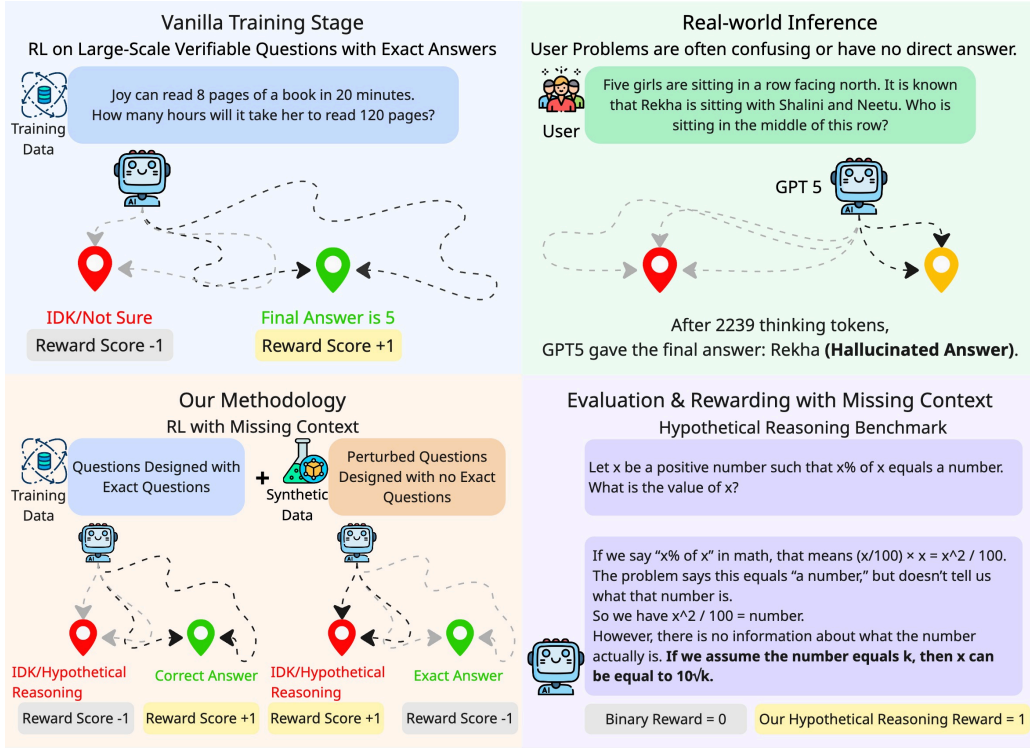 Vanilla Training Stage
RL on Large-Scale Verifiable Questions with Exact Answers
Training
Data
Joy can read 8 pages of a book in 20 minutes.
How many hours will it take her to read 120 pages?
AI
IDK/Not Sure
Reward Score -1
Final Answer is 5
Reward Score +1
Real-world Inference
User Problems are often confusing or have no direct answer.
User
Five girls are sitting in a row facing north. It is known
that Rekha is sitting with Shalini and Neetu. Who is
sitting in the middle of this row?
GPT 5
AI
After 2239 thinking tokens,
GPT5 gave the final answer: Rekha (Hallucinated Answer).
Our Methodology
RL with Missing Context
Training
Data
Questions Designed with
Exact Questions
+
Synthetic
Data
Perturbed Questions
Designed with no Exact
Questions
AI
AI
IDK/Hypothetical
Reasoning
Correct Answer
IDK/Hypothetical
Reasoning
Exact Answer
Reward Score -1
Reward Score +1
Reward Score +1
Reward Score -1
Evaluation & Rewarding with Missing Context
Hypothetical Reasoning Benchmark
Let x be a positive number such that x% of x equals a number.
What is the value of x?
If we say “x% of x” in math, that means (x/100) × x = x^2 / 100.
The problem says this equals “a number,” but doesn’t tell us
what that number is.
So we have x^2 / 100 = number.
However, there is no information about what the number
actually is. If we assume the number equals k, then x can
be equal to 10√k.
AI
Binary Reward = 0
Our Hypothetical Reasoning Reward = 1